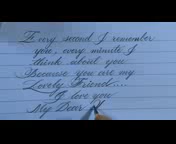 Every second I remember
you, every minute I
think about you
Because you are my
Lovely Friend....
I love you
My Dear